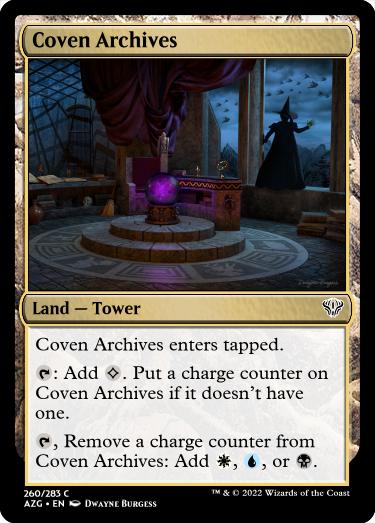 Coven Archives
Dwayne Burgess
Land — Tower
Coven Archives enters tapped.
: Add . Put a charge counter on
Coven Archives if it doesn’t have
one.
, Remove a charge counter from
Coven Archives: Add , , or .
260/283 C
AZG • EN Dwayne Burgess
™ & © 2022 Wizards of the Coast